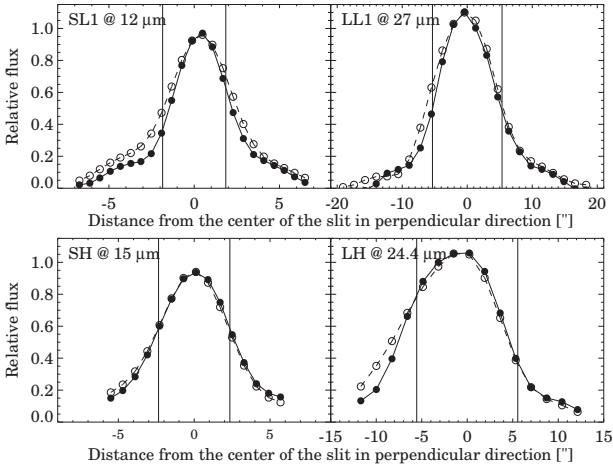 SL1 @ 12 μm
LL1 @ 27 μm
Relative flux
1.0
0.8
0.6
0.4
0.2
0.0
-5 0 5 -20 -10 0 10 20
Distance from the center of the slit in perpendicular direction ["]
SH @ 15 μm
LH @ 24.4 μm
Relative flux
1.0
0.8
0.6
0.4
0.2
0.0
-5 0 5 -15 -10 -5 0 5 10 15
Distance from the center of the slit in perpendicular direction ["]